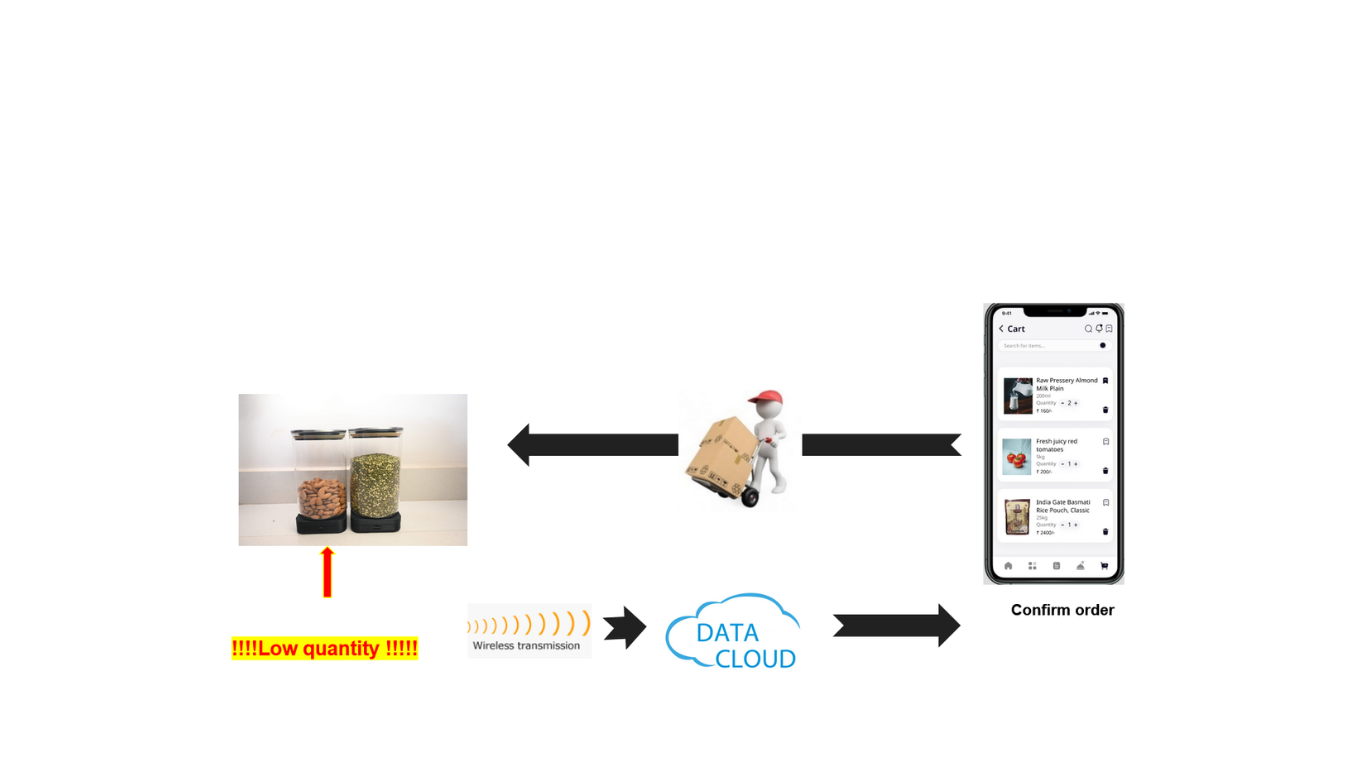 9:41
Cart
Search for items...
Raw Pressery Almond
Milk Plain
200ml
Quantity - 2 +
₹ 160/-
Fresh juicy red
tomatoes
5kg
Quantity - 1 +
₹ 200/-
India Gate Basmati
Rice Pouch, Classic
25kg
Quantity - 1 +
₹ 2400/-
Confirm order
!!!!Low quantity !!!!!
Wireless transmission
DATA
CLOUD